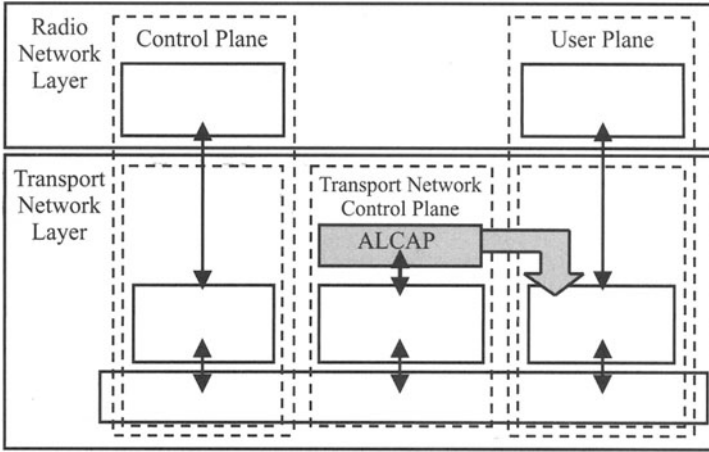 Radio
Network
Layer
Control Plane
User Plane
Transport
Network
Layer
Transport Network
Control Plane
ALCAP